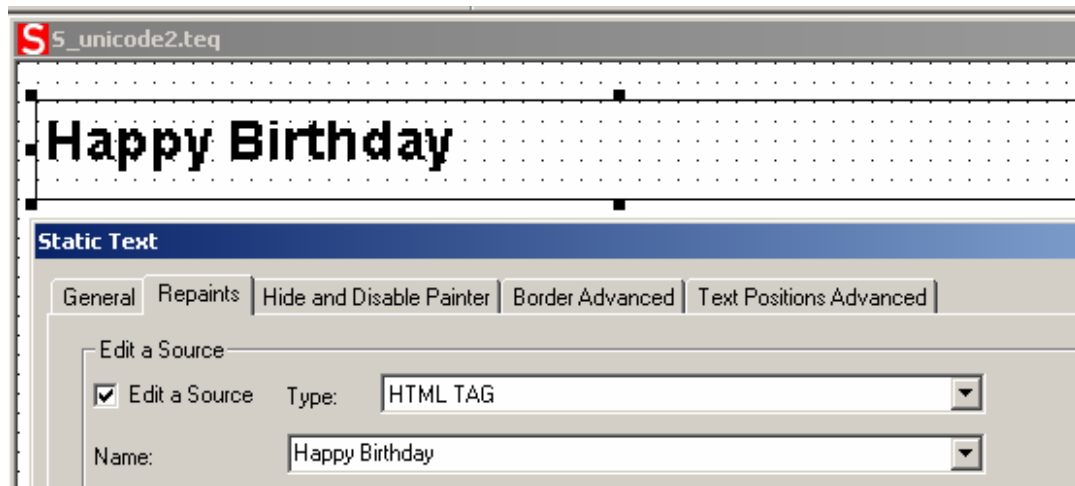 S S_unicode2.teq
Happy Birthday
Static Text
General Repaints Hide and Disable Painter Border Advanced Text Positions Advanced
Edit a Source
Edit a Source Type: HTML TAG
Name: Happy Birthday